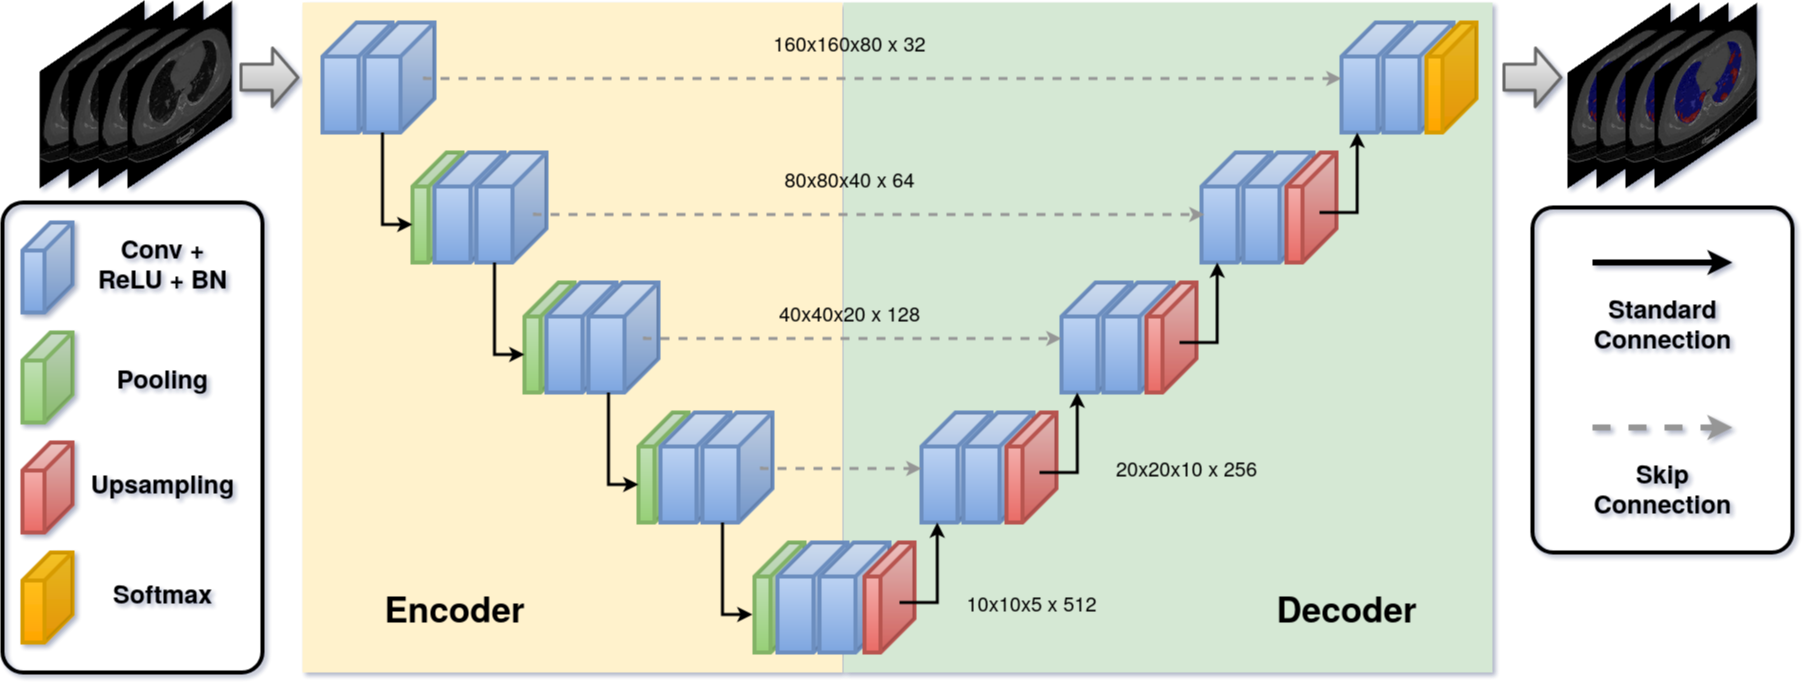 160x160x80 x 32
80x80x40 x 64
40x40x20 x 128
20x20x10 x 256
10x10x5 x 512
Encoder
Decoder
Conv +
ReLU + BN
Pooling
Upsampling
Softmax
Standard
Connection
Skip
Connection